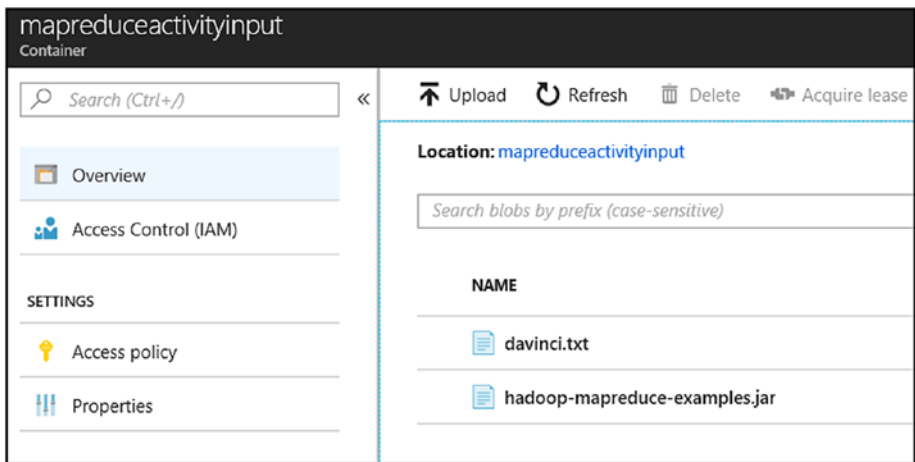 mapreduceactivityinput
Container
Search (Ctrl+/)
«
Overview
Access Control (IAM)
SETTINGS
Access policy
Properties
Upload
Refresh
Delete
Acquire lease
Location: mapreduceactivityinput
Search blobs by prefix (case-sensitive)
NAME
davinci.txt
hadoop-mapreduce-examples.jar